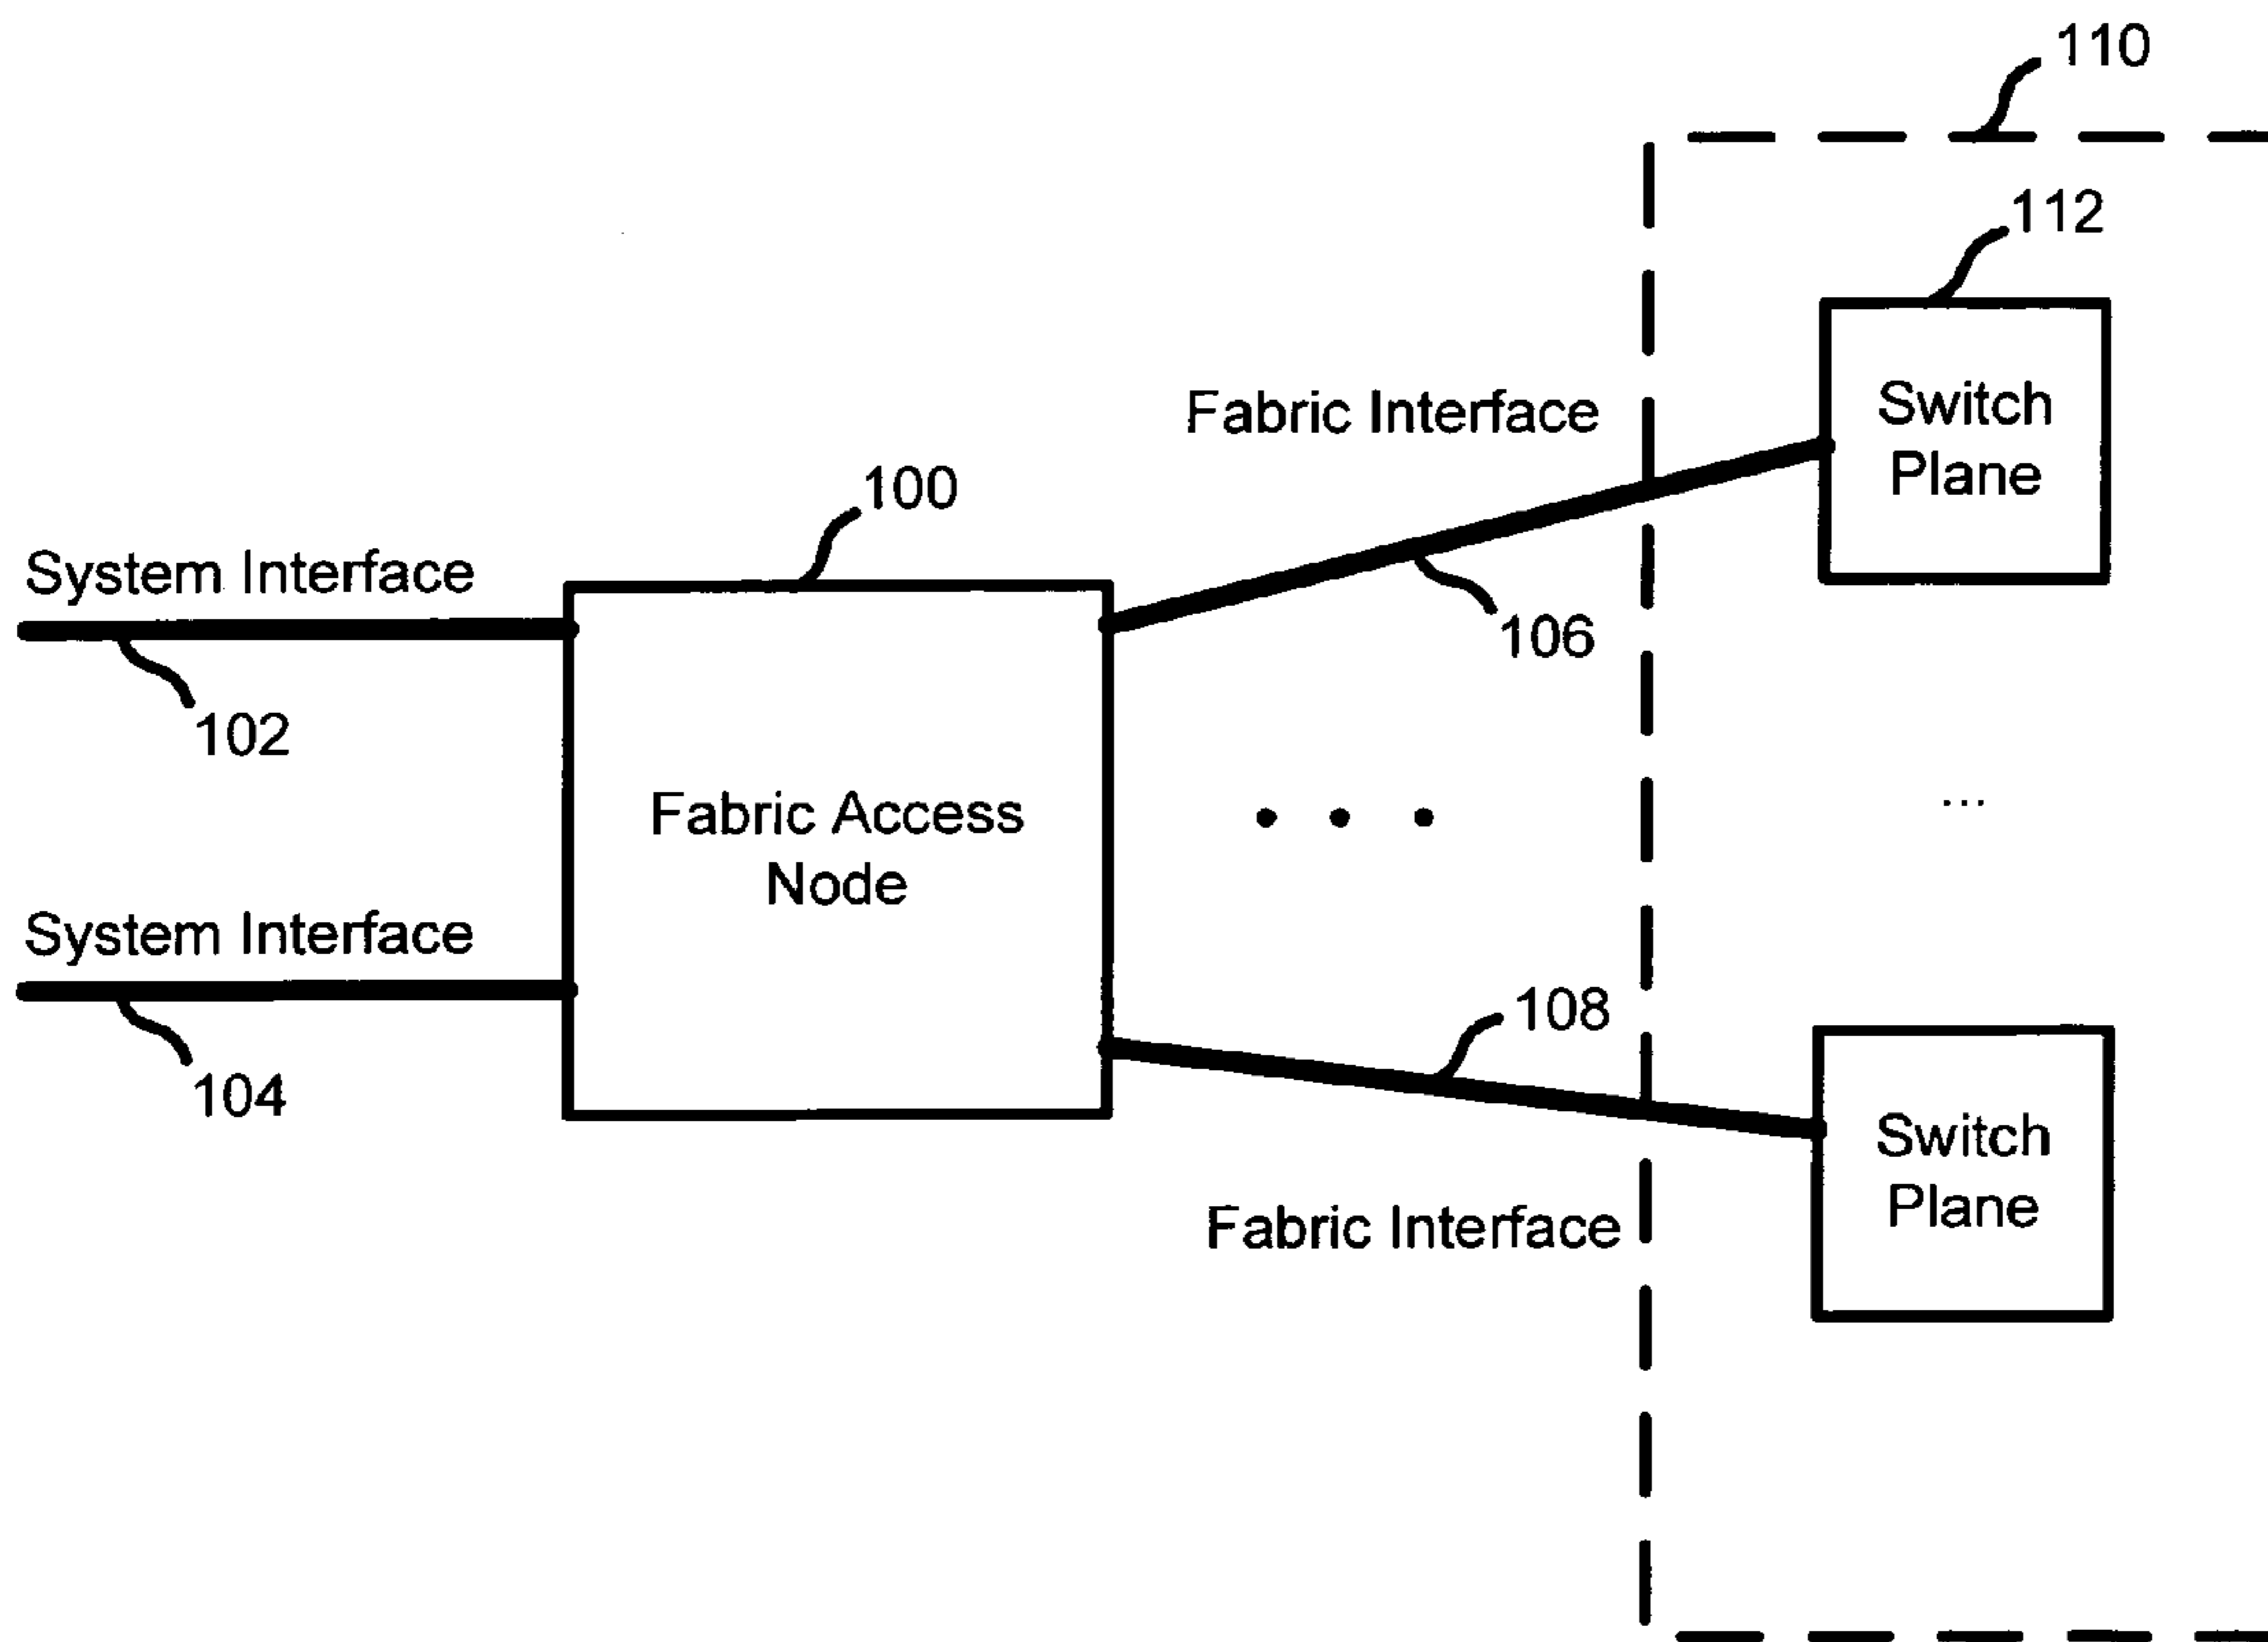 110
112
Switch
Plane
Fabric Interface
100
System Interface
106
102
Fabric Access
Node
• • •
...
System Interface
108
104
Switch
Plane
Fabric Interface